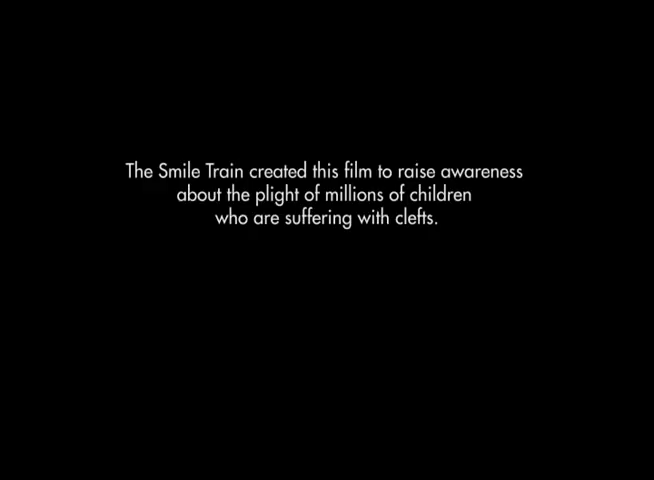 The Smile Train created this film to raise awareness
about the plight of millions of children
who are suffering with clefts.